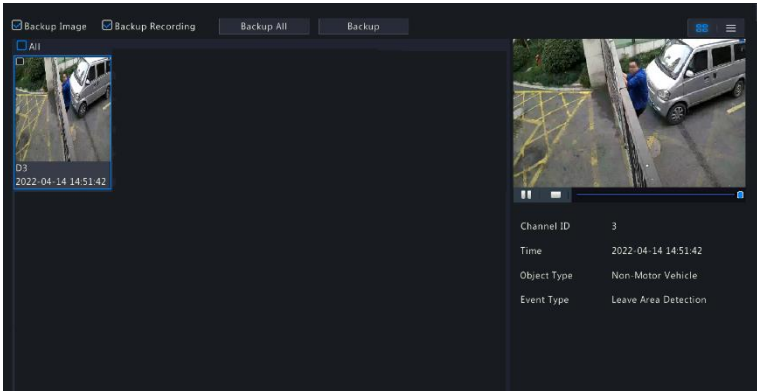 Backup Image Backup Recording Backup All Backup
All
D3
2022-04-14 14:51:42
Channel ID 3
Time 2022-04-14 14:51:42
Object Type Non-Motor Vehicle
Event Type Leave Area Detection